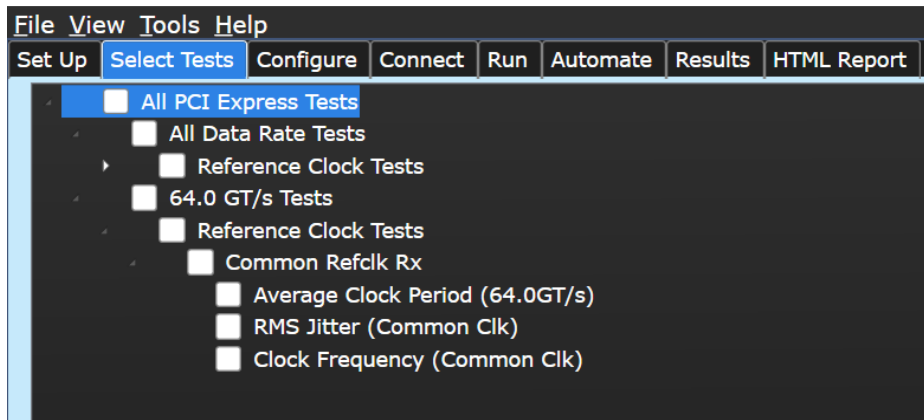 File View Tools Help
Set Up Select Tests Configure Connect Run Automate Results HTML Report
All PCI Express Tests
All Data Rate Tests
Reference Clock Tests
64.0 GT/s Tests
Reference Clock Tests
Common Refclk Rx
Average Clock Period (64.0GT/s)
RMS Jitter (Common Clk)
Clock Frequency (Common Clk)